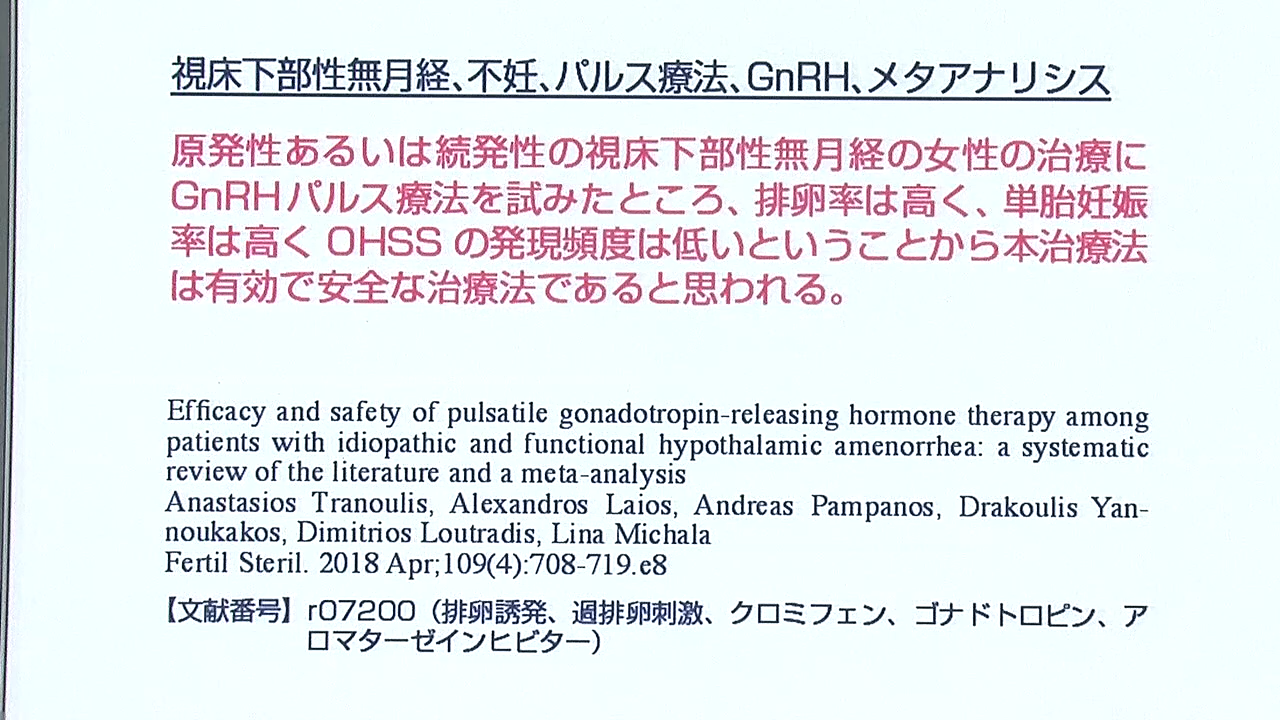 視床下部性無月経、不妊、パルス療法、GnRH、メタアナリシス
原発性あるいは続発性の視床下部性無月経の女性の治療に
GnRHパルス療法を試みたところ、排卵率は高く、単胎妊娠
率は高く OHSS の発現頻度は低いということから本治療法
は有効で安全な治療法であると思われる。
Efficacy and safety of pulsatile gonadotropin-releasing hormone therapy among
patients with idiopathic and functional hypothalamic amenorrhea: a systematic
review of the literature and a meta-analysis
Anastasios Tranoulis, Alexandros Laios, Andreas Pampanos, Drakoulis Yan-
noukakos, Dimitrios Loutradis, Lina Michala
Fertil Steril. 2018 Apr;109(4):708-719.e8
【文献番号】 r07200（排卵誘発、過排卵刺激、クロミフェン、ゴナドトロピン、ア
ロマターゼインヒビター）